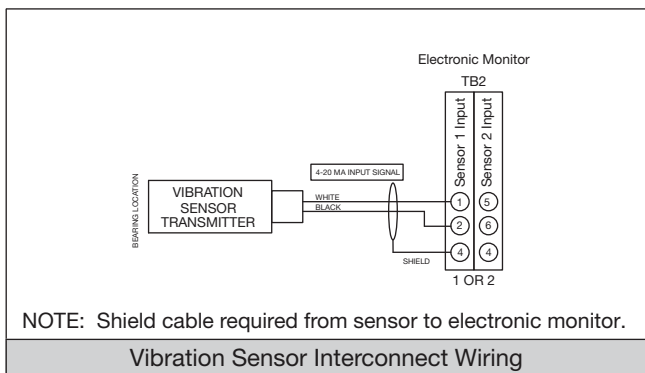 Electronic Monitor
TB2
Sensor 1 Input
Sensor 2 Input
4-20 MA INPUT SIGNAL
BEARING LOCATION
VIBRATION
SENSOR
TRANSMITTER
WHITE
BLACK
1 5
2 6
SHIELD
4 4
1 OR 2
NOTE: Shield cable required from sensor to electronic monitor.
Vibration Sensor Interconnect Wiring